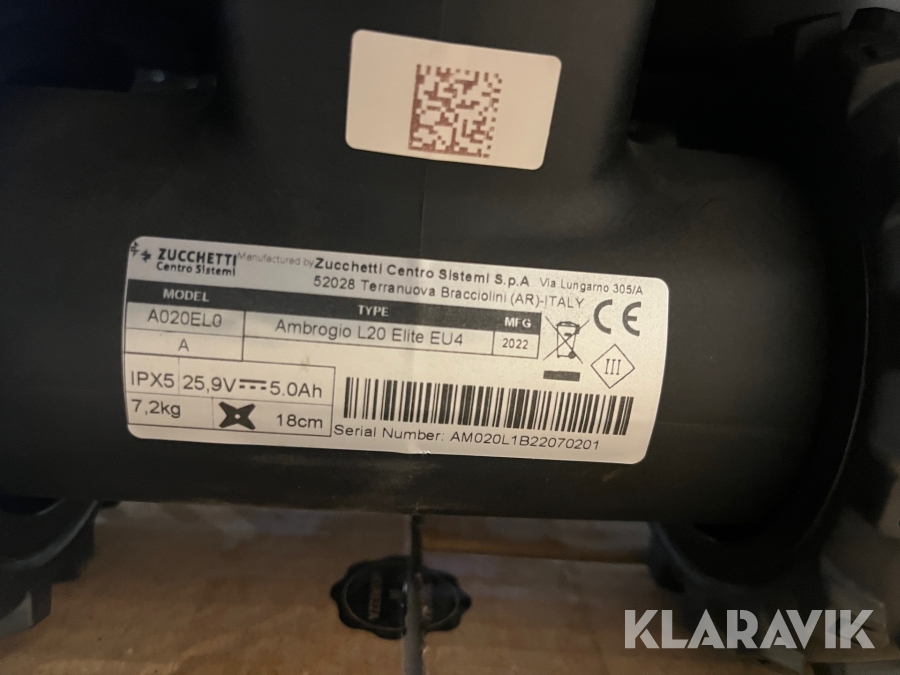 ZUCCHETTI
Centro Sistemi
Manufactured by Zucchetti Centro Sistemi S.p.A Via Lungarno 305/A
52028 Terranuova Bracciolini (AR)-ITALY
MODEL TYPE MFG
A020EL0 Ambrogio L20 Elite EU4 2022
A
CE
III
IPX5 25,9V 5.0Ah
7,2kg 18cm
Serial Number: AM020L1B22070201
KLARAVIK